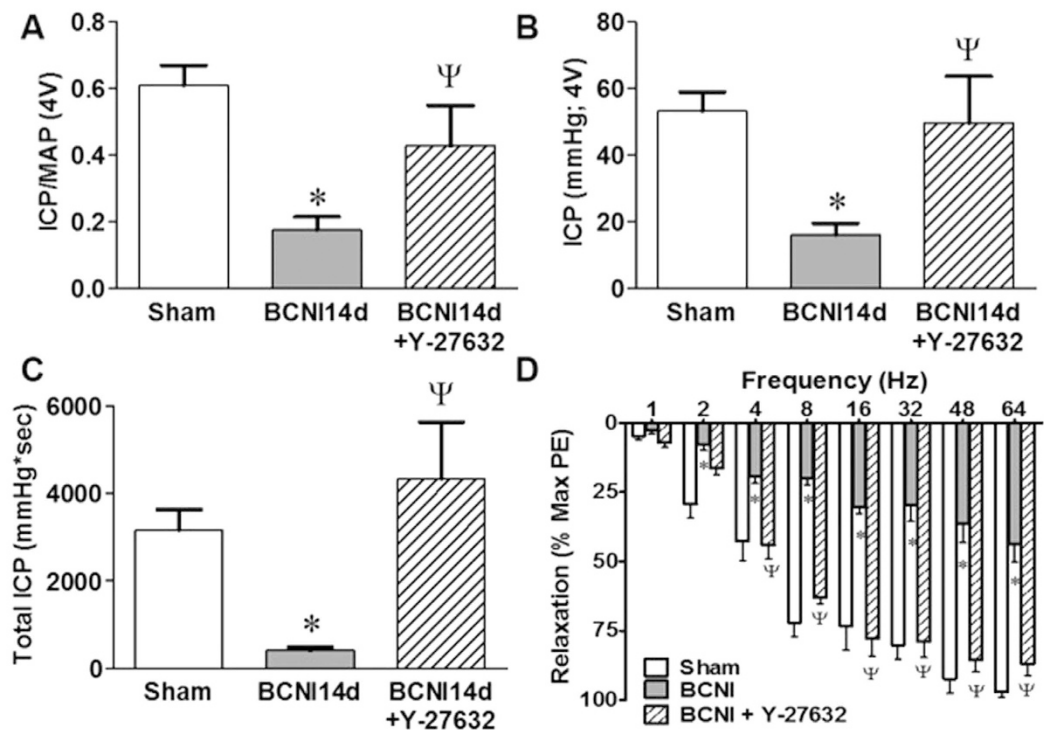 A
ICP/MAP (4V)
0.8
0.6
0.4
0.2
0.0
*
Ψ
Sham
BCNI14d
BCNI14d
+Y-27632
B
ICP (mmHg; 4V)
80
60
40
20
0
*
Ψ
Sham
BCNI14d
BCNI14d
+Y-27632
C
Total ICP (mmHg*sec)
6000
4000
2000
0
*
Ψ
Sham
BCNI14d
BCNI14d
+Y-27632
D
Frequency (Hz)
1 2 4 8 16 32 48 64
Relaxation (% Max PE)
0
25
50
75
100
* * * * * * *
Ψ Ψ Ψ Ψ Ψ Ψ
Sham
BCNI
BCNI + Y-27632